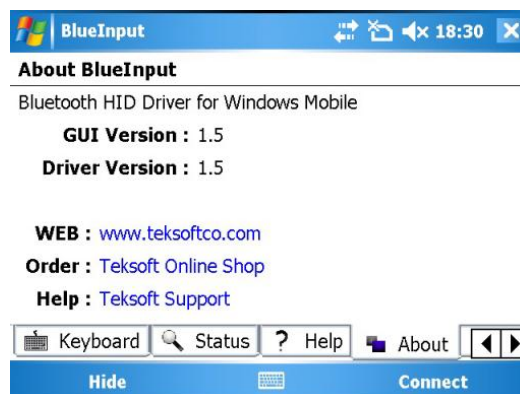 BlueInput 18:30
About BlueInput
Bluetooth HID Driver for Windows Mobile
GUI Version : 1.5
Driver Version : 1.5
WEB : www.teksoftco.com
Order : Teksoft Online Shop
Help : Teksoft Support
Keyboard Status ? Help About
Hide Connect